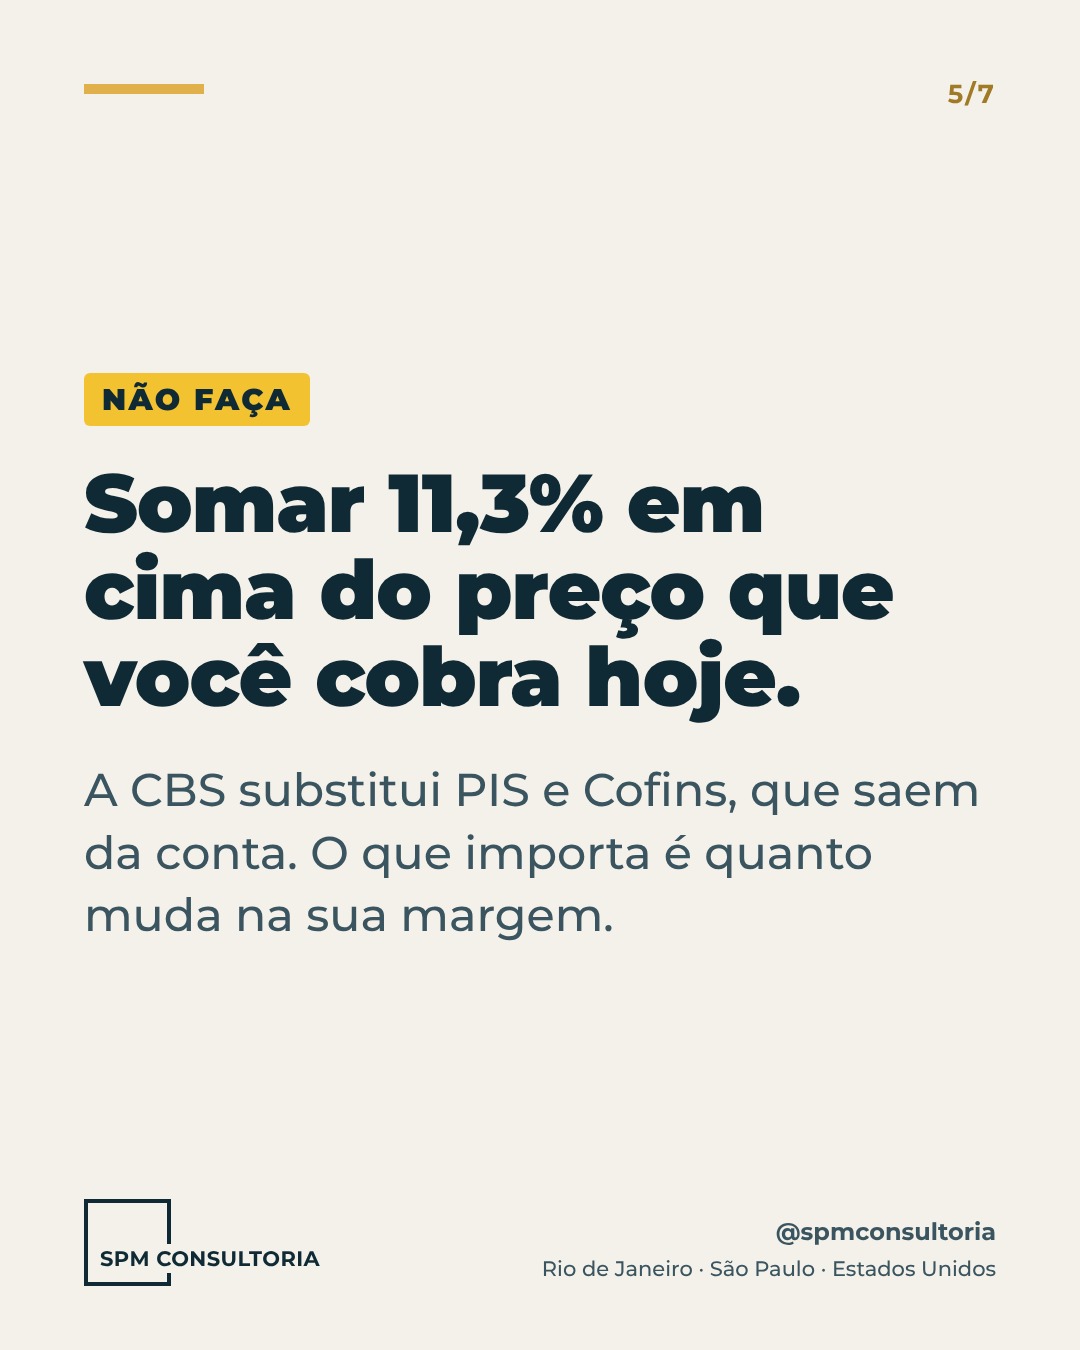 5/7
NÃO FAÇA
Somar 11,3% em
cima do preço que
você cobra hoje.
A CBS substitui PIS e Cofins, que saem
da conta. O que importa é quanto
muda na sua margem.
SPM CONSULTORIA
@spmconsultoria
Rio de Janeiro · São Paulo · Estados Unidos